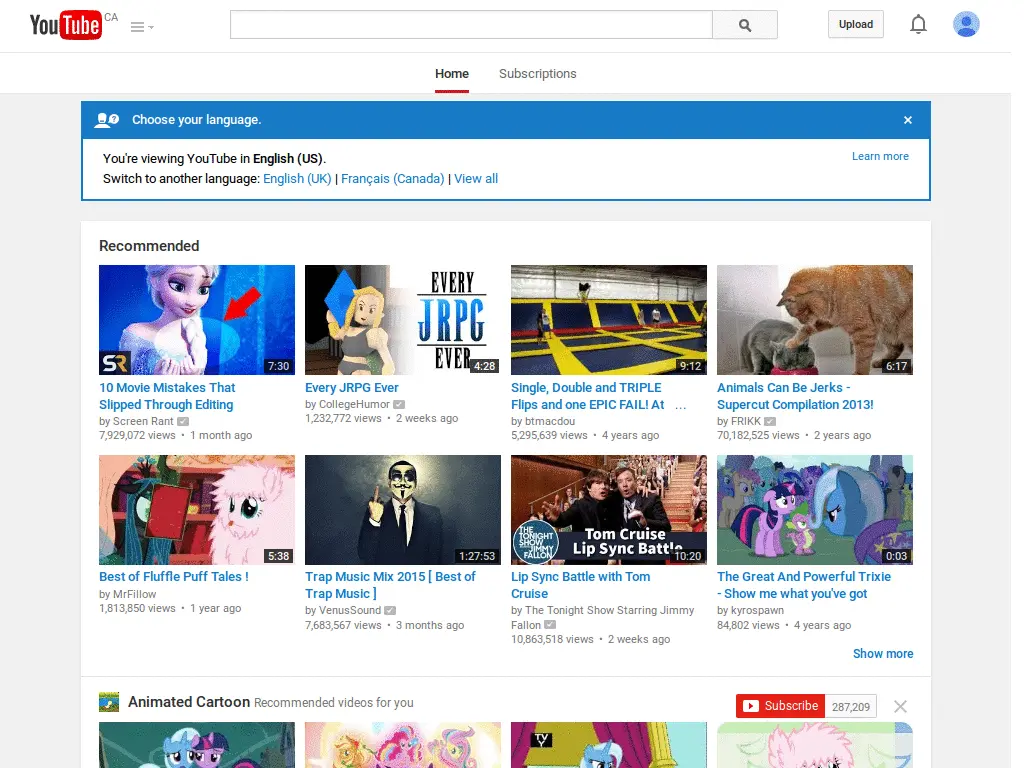 YouTube CA
Upload
Home Subscriptions
Choose your language.
You're viewing YouTube in English (US).
Learn more
Switch to another language: English (UK) | Français (Canada) | View all
Recommended
SR
7:30
EVERY
JRPG
EVER
4:28
9:12
6:17
10 Movie Mistakes That
Slipped Through Editing
by Screen Rant
7,929,072 views • 1 month ago
Every JRPG Ever
by CollegeHumor
1,232,772 views • 2 weeks ago
Single, Double and TRIPLE
Flips and one EPIC FAIL! At ...
by btmacdou
5,295,639 views • 4 years ago
Animals Can Be Jerks -
Supercut Compilation 2013!
by FRIKK
70,182,525 views • 2 years ago
5:38
1:27:53
THE
TONIGHT
SHOW
JIMMY
FALLON
Tom Cruise
Lip Sync Battle
10:20
0:03
Best of Fluffle Puff Tales !
by MrFillow
1,813,850 views • 1 year ago
Trap Music Mix 2015 [ Best of
Trap Music ]
by VenusSound
7,683,567 views • 3 months ago
Lip Sync Battle with Tom
Cruise
by The Tonight Show Starring Jimmy
Fallon
10,863,518 views • 2 weeks ago
The Great And Powerful Trixie
- Show me what you've got
by kyrospawn
84,802 views • 4 years ago
Show more
Animated Cartoon Recommended videos for you
Subscribe 287,209
TV
Y